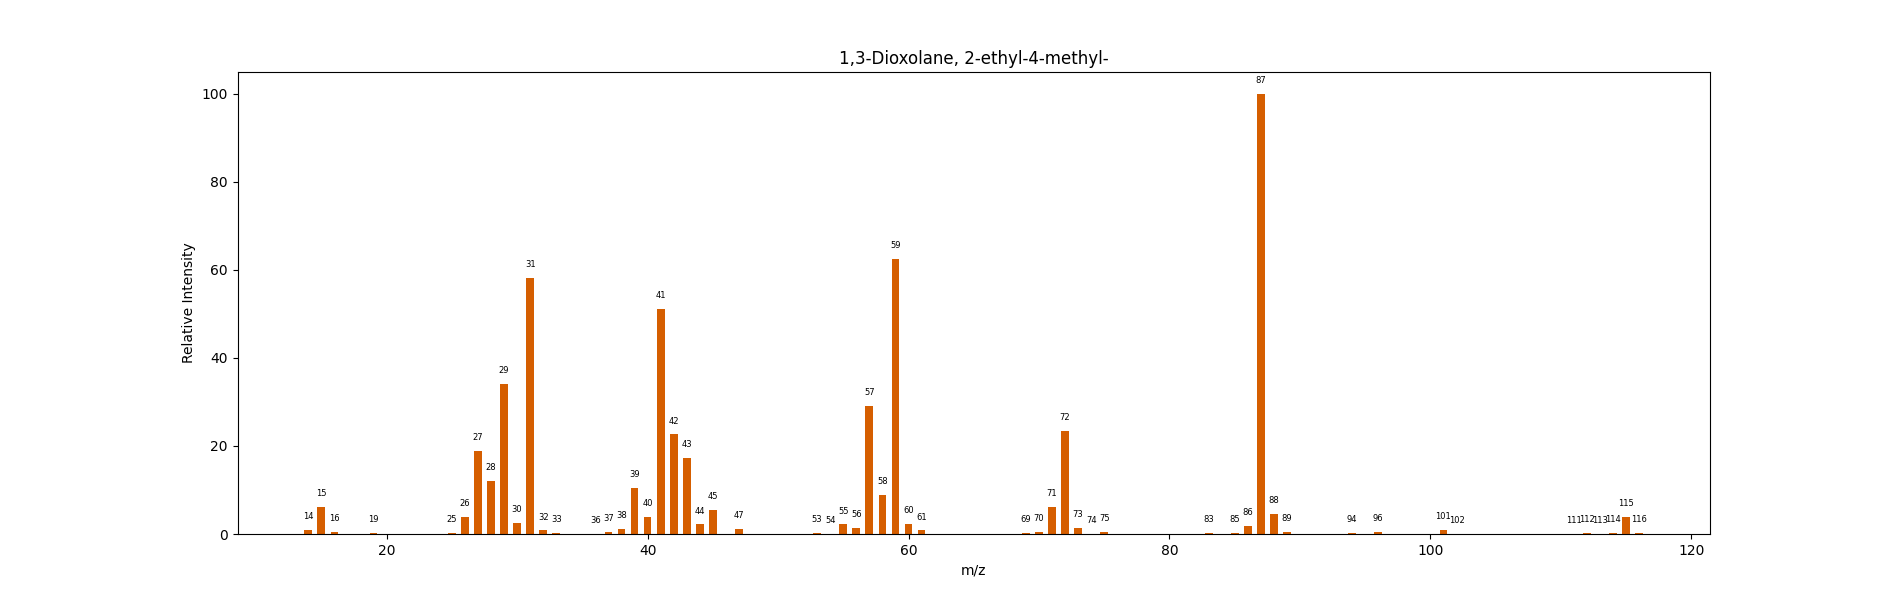 1,3-Dioxolane, 2-ethyl-4-methyl-
Relative Intensity
100
80
60
40
20
0
14 15 16 19 25 26 27 28 29 30 31 32 33 36 37 38 39 40 41 42 43 44 45 47 53 54 55 56 57 58 59 60 61 69 70 71 72 73 74 75 83 85 86 87 88 89 94 96 101 102 111 112 113 114 115 116
20 40 60 80 100 120
m/z